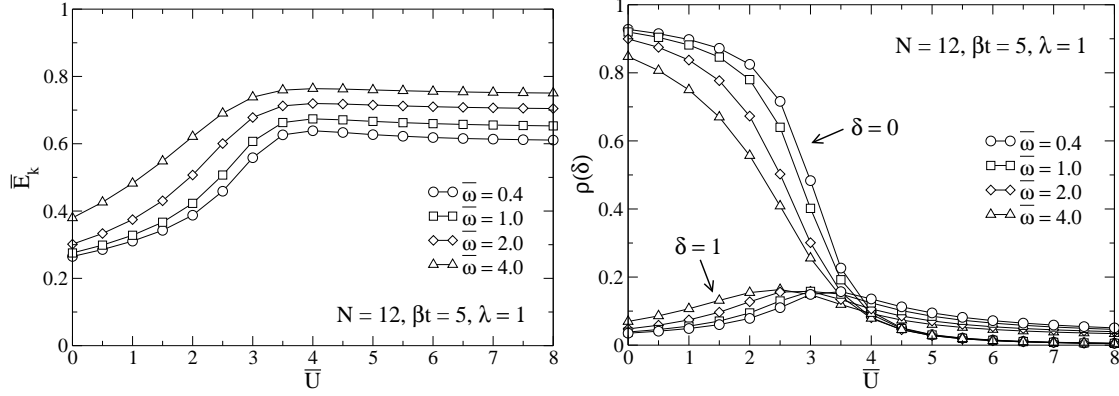 1
0.8
0.6
0.4
0.2
0
E̅ₖ
ω̅ = 0.4
ω̅ = 1.0
ω̅ = 2.0
ω̅ = 4.0
N = 12, βt = 5, λ = 1
0 1 2 3 4 5 6 7 8
U̅
1
0.8
0.6
0.4
0.2
0
ρ(δ)
N = 12, βt = 5, λ = 1
δ = 0
ω̅ = 0.4
ω̅ = 1.0
ω̅ = 2.0
ω̅ = 4.0
δ = 1
0 1 2 3 4 5 6 7 8
U̅